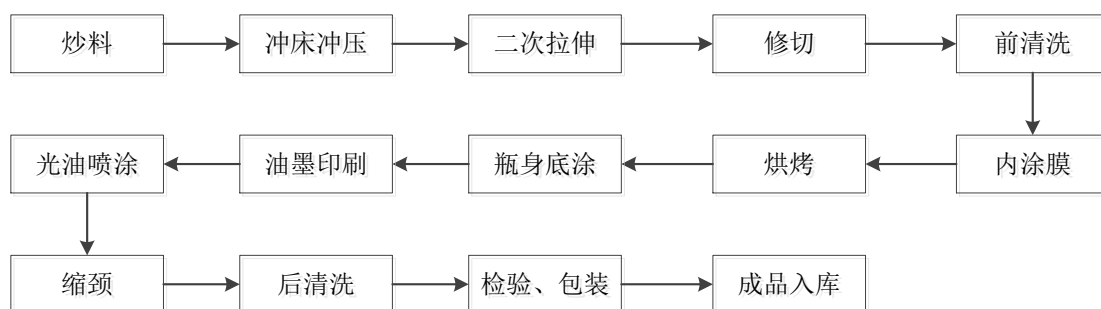 炒料
冲床冲压
二次拉伸
修切
前清洗
内涂膜
烘烤
瓶身底涂
油墨印刷
光油喷涂
缩颈
后清洗
检验、包装
成品入库